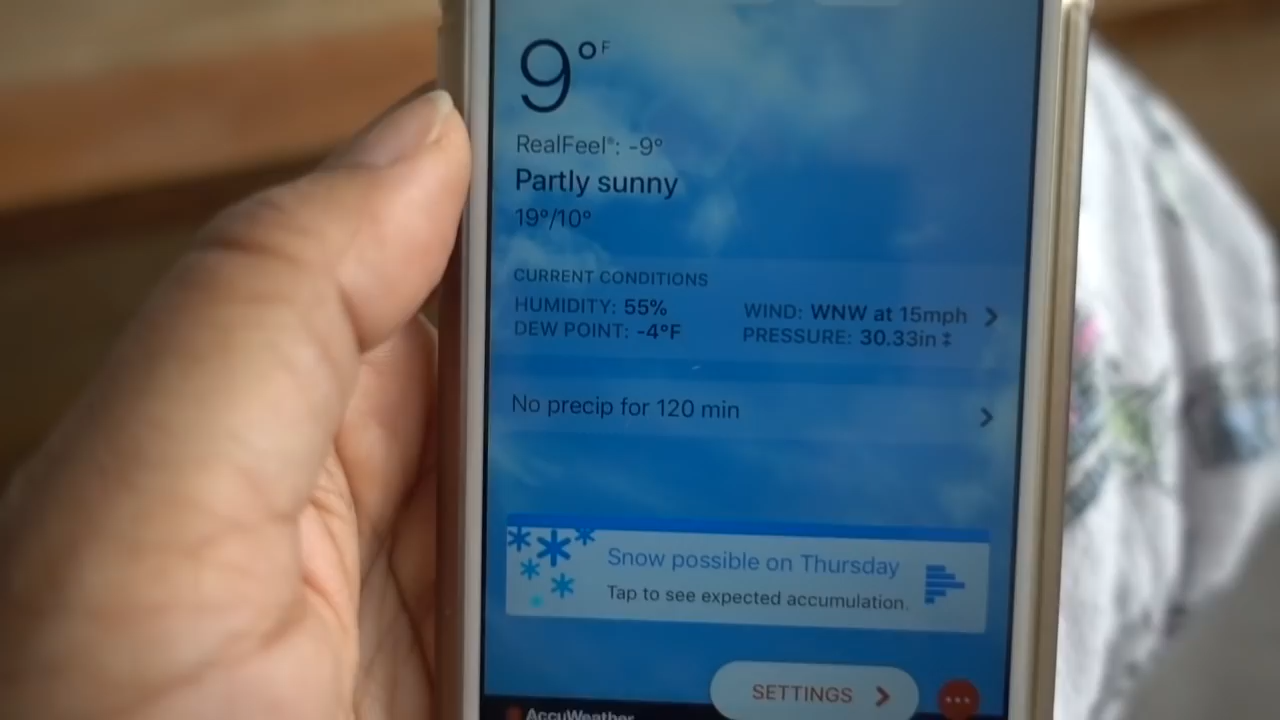 9°F
RealFeel®: -9°
Partly sunny
19°/10°
CURRENT CONDITIONS
HUMIDITY: 55%
DEW POINT: -4°F
WIND: WNW at 15mph
PRESSURE: 30.33in ‡
No precip for 120 min
Snow possible on Thursday
Tap to see expected accumulation.
SETTINGS
AccuWeather